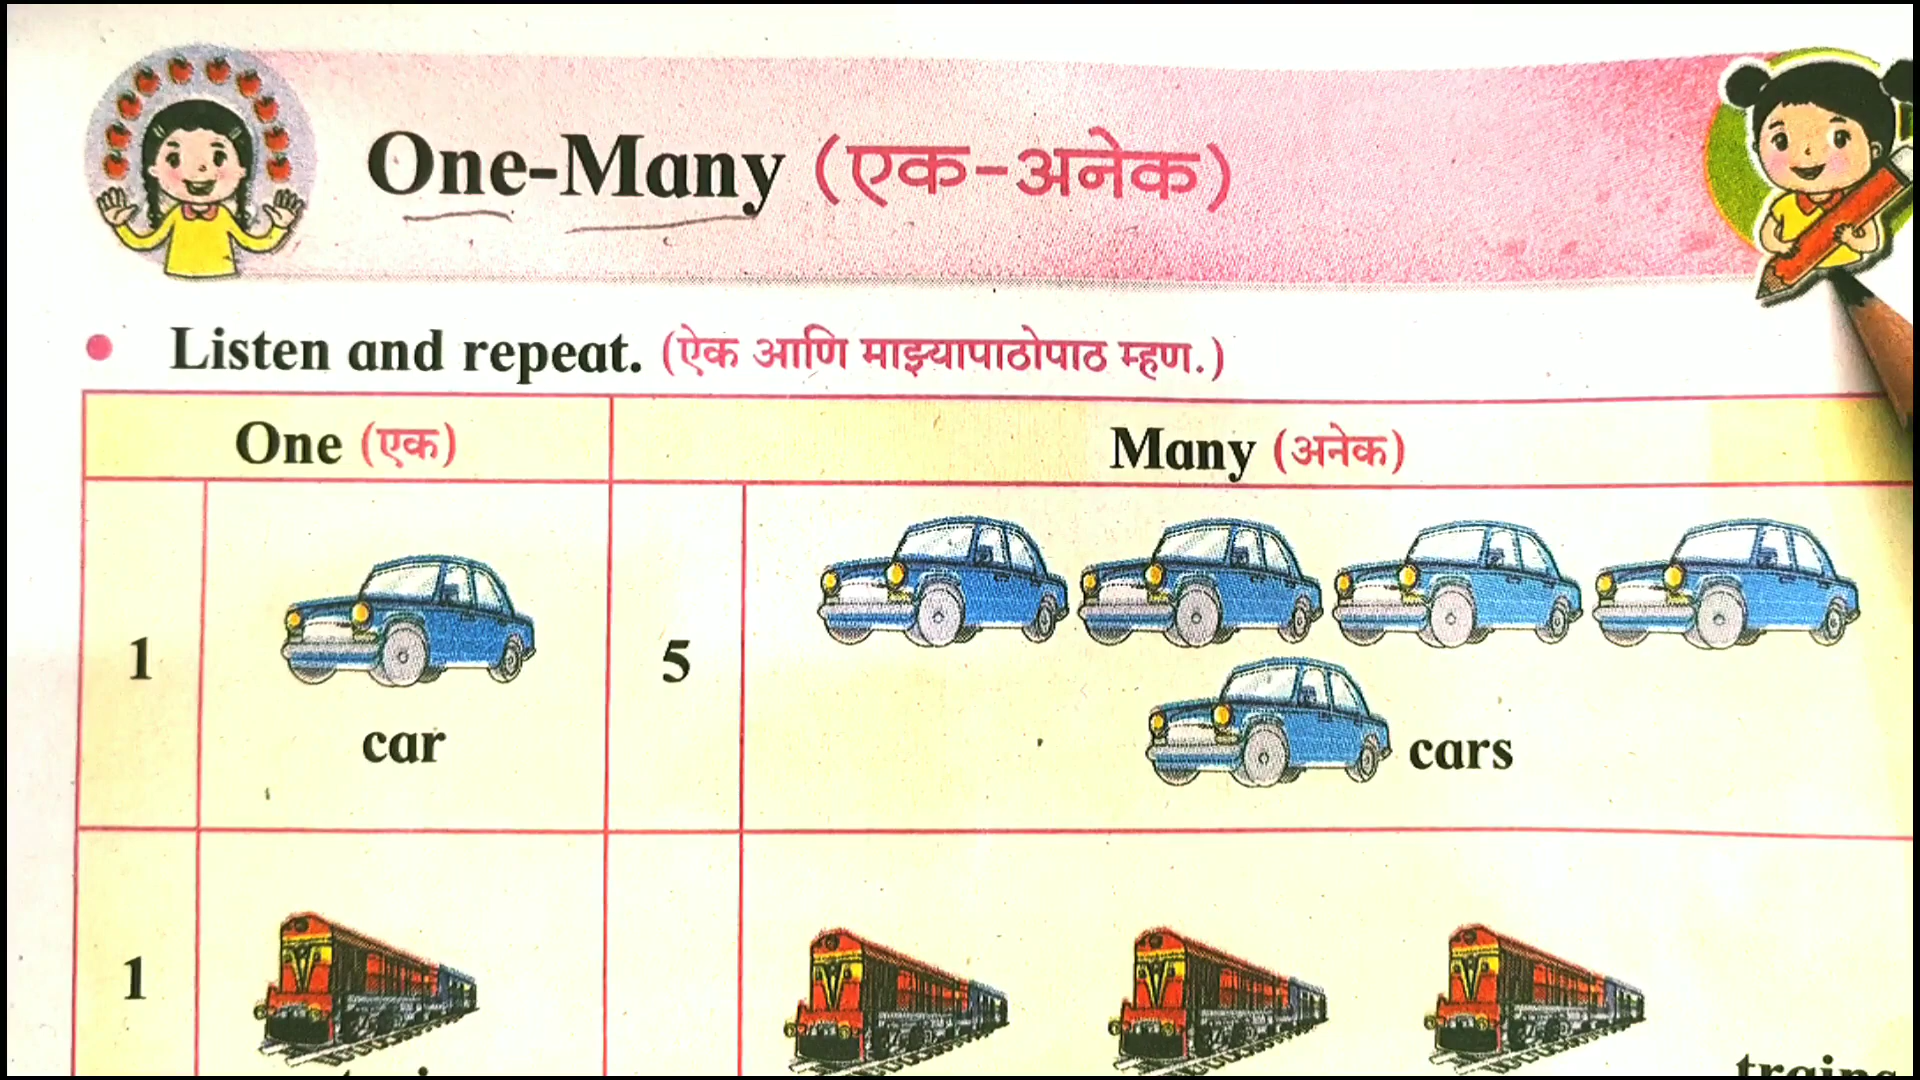 One-Many (एक-अनेक)
Listen and repeat. (ऐक आणि माझ्यापाठोपाठ म्हण.)
One (एक)
Many (अनेक)
1
car
5
cars
1
trains